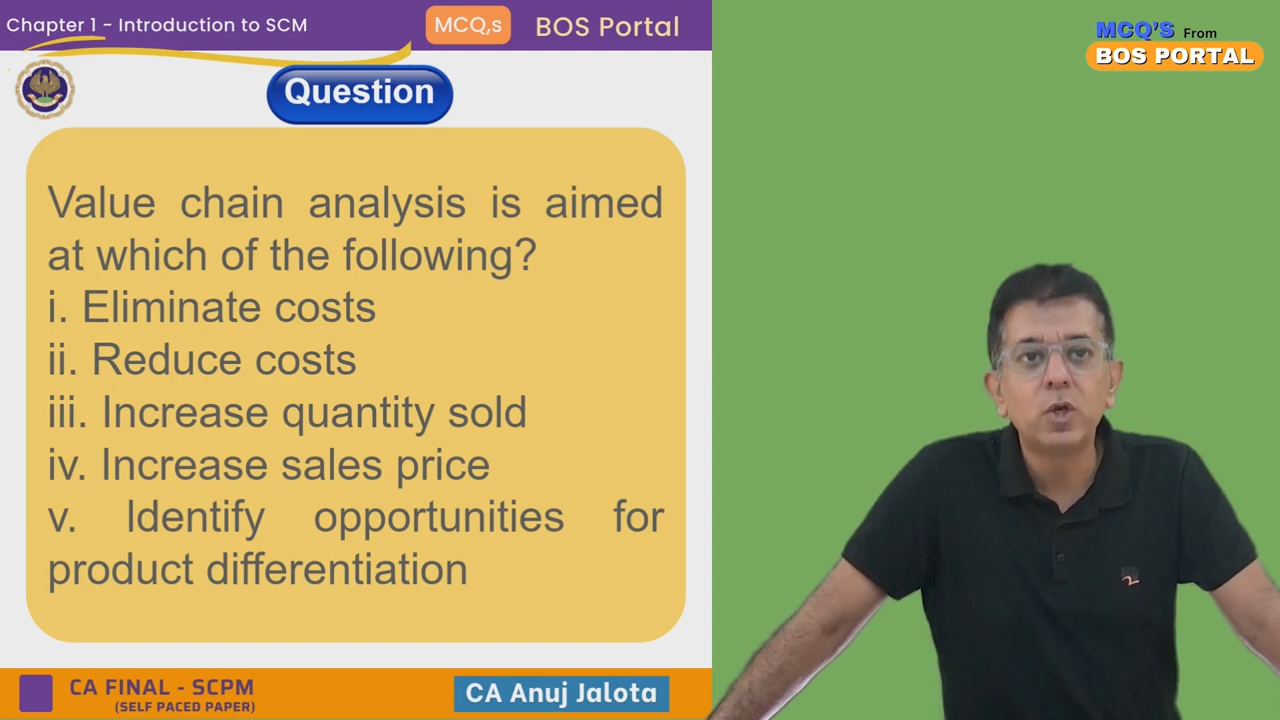 Chapter 1 - Introduction to SCM
MCQ,s
BOS Portal
MCQ'S From
BOS PORTAL
Question
Value chain analysis is aimed
at which of the following?
i. Eliminate costs
ii. Reduce costs
iii. Increase quantity sold
iv. Increase sales price
v. Identify opportunities for
product differentiation
CA FINAL - SCPM
(SELF PACED PAPER)
CA Anuj Jalota